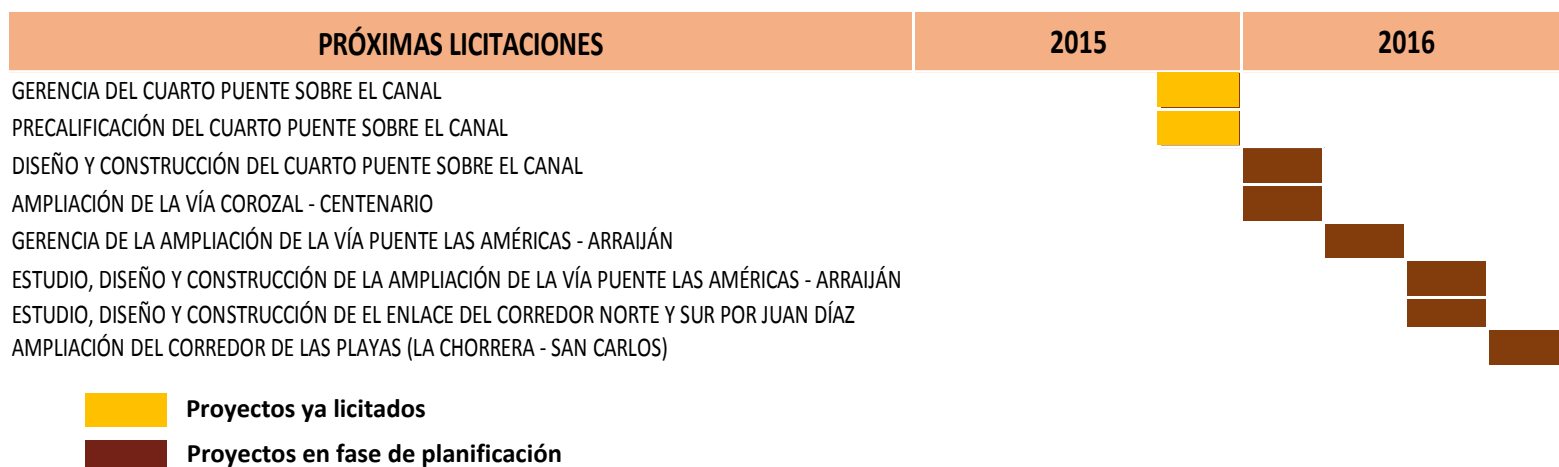 PRÓXIMAS LICITACIONES 2015 2016
GERENCIA DEL CUARTO PUENTE SOBRE EL CANAL
PRECALIFICACIÓN DEL CUARTO PUENTE SOBRE EL CANAL
DISEÑO Y CONSTRUCCIÓN DEL CUARTO PUENTE SOBRE EL CANAL
AMPLIACIÓN DE LA VÍA COROZAL - CENTENARIO
GERENCIA DE LA AMPLIACIÓN DE LA VÍA PUENTE LAS AMÉRICAS - ARRAIJÁN
ESTUDIO, DISEÑO Y CONSTRUCCIÓN DE LA AMPLIACIÓN DE LA VÍA PUENTE LAS AMÉRICAS - ARRAIJÁN
ESTUDIO, DISEÑO Y CONSTRUCCIÓN DE EL ENLACE DEL CORREDOR NORTE Y SUR POR JUAN DÍAZ
AMPLIACIÓN DEL CORREDOR DE LAS PLAYAS (LA CHORRERA - SAN CARLOS)
Proyectos ya licitados
Proyectos en fase de planificación